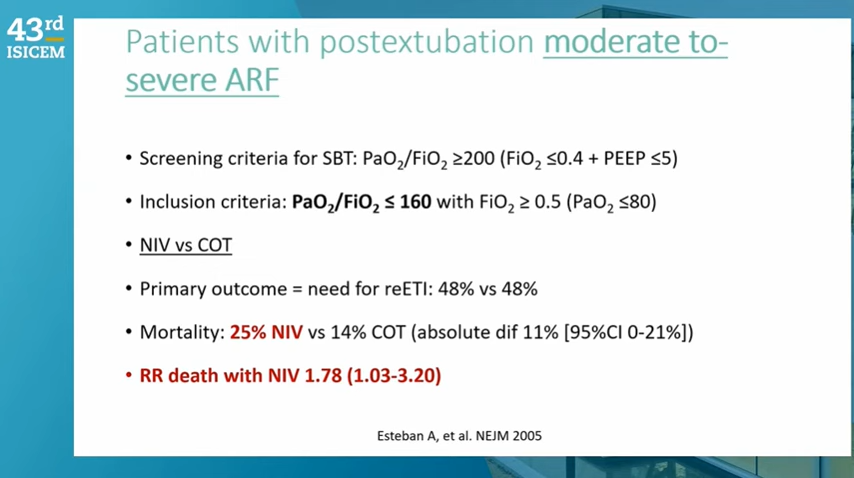 43rd
ISICEM
Patients with postextubation moderate to-
severe ARF
• Screening criteria for SBT: PaO₂/FiO₂ ≥200 (FiO₂ ≤0.4 + PEEP ≤5)
• Inclusion criteria: PaO₂/FiO₂ ≤ 160 with FiO₂ ≥ 0.5 (PaO₂ ≤80)
• NIV vs COT
• Primary outcome = need for reETI: 48% vs 48%
• Mortality: 25% NIV vs 14% COT (absolute dif 11% [95%CI 0-21%])
• RR death with NIV 1.78 (1.03-3.20)
Esteban A, et al. NEJM 2005